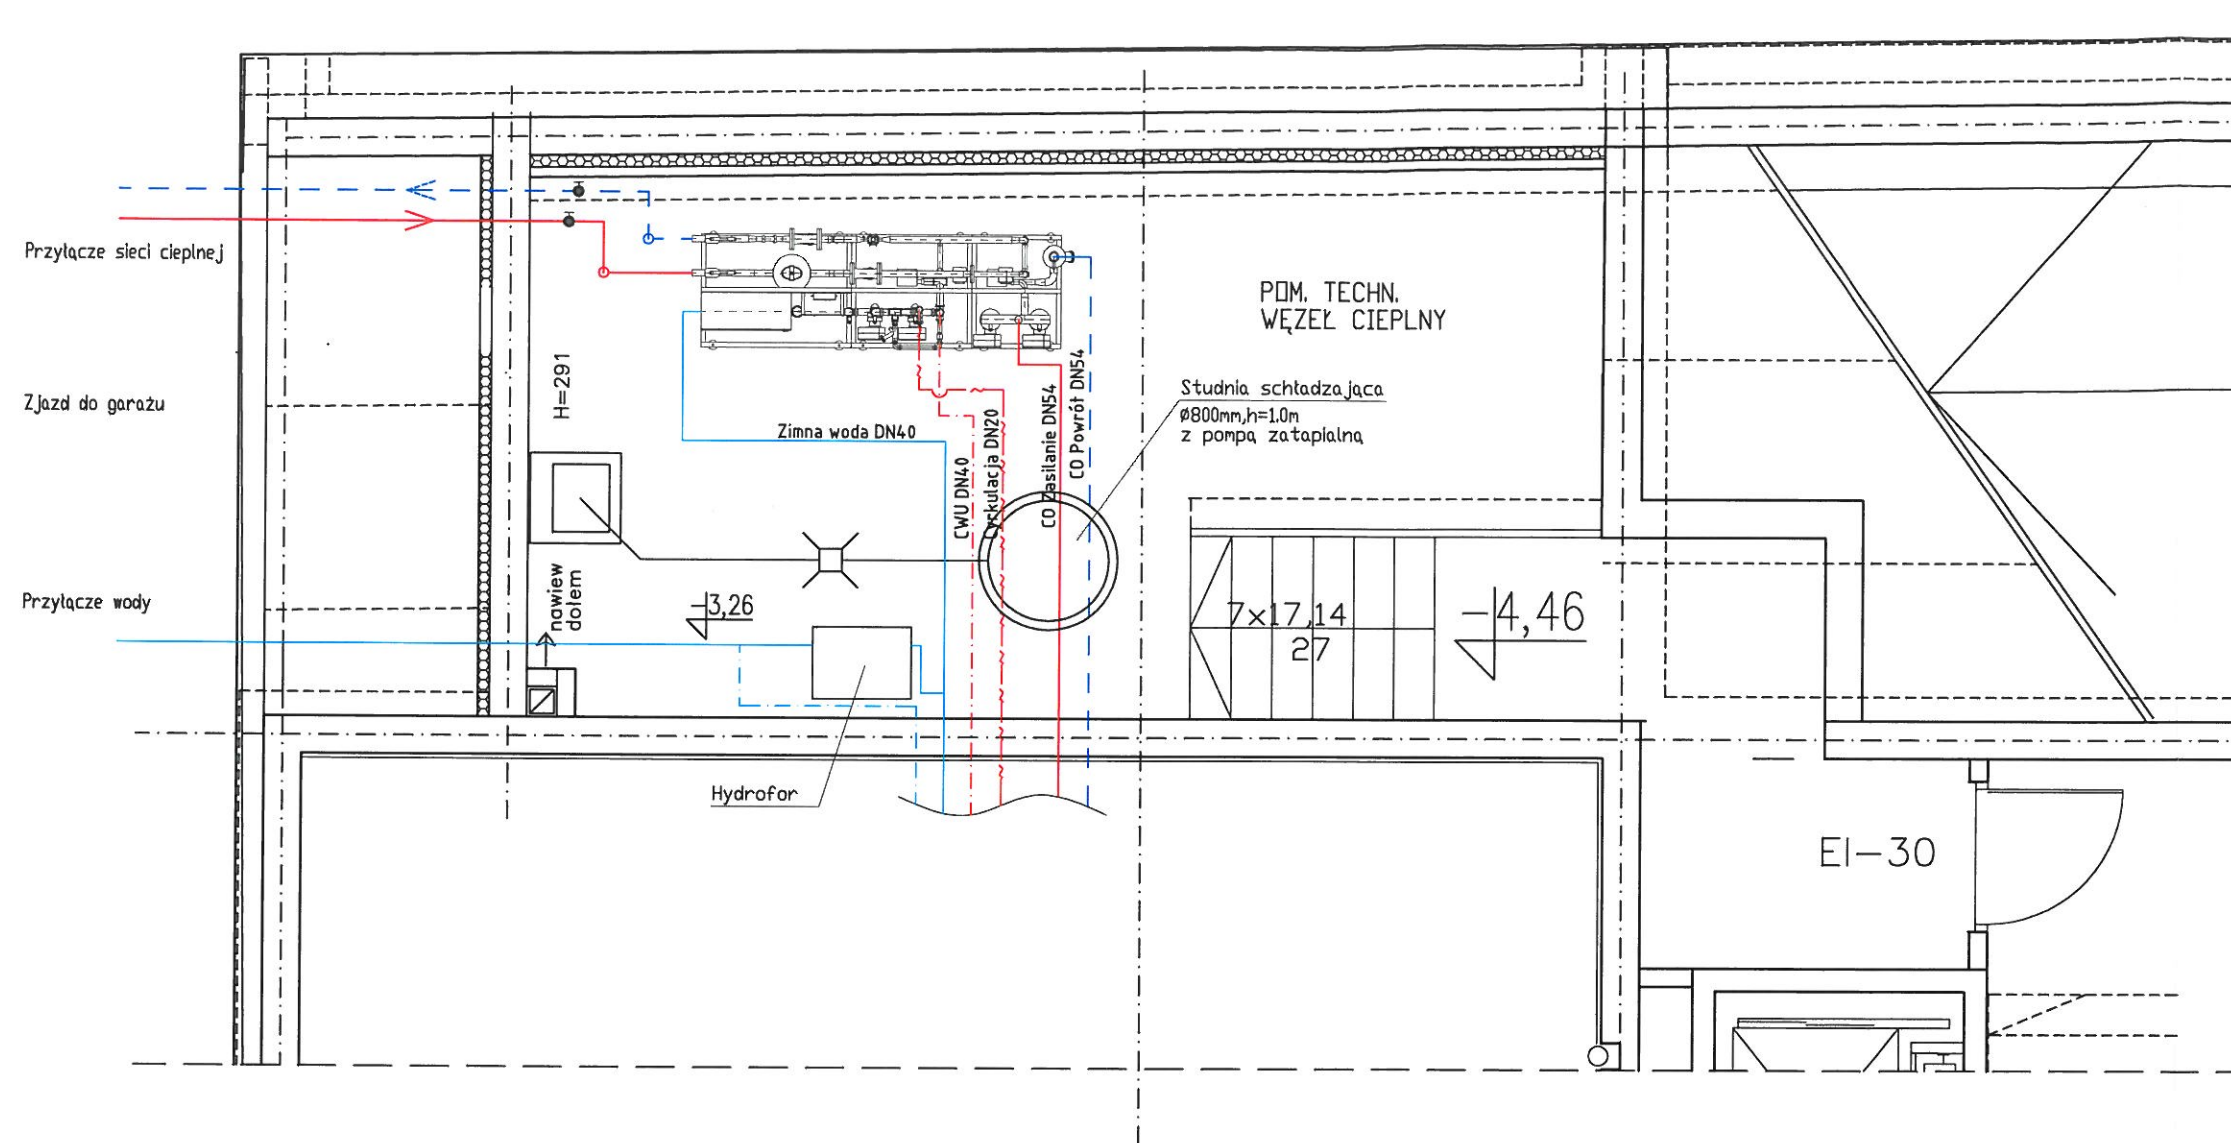 Przyłącze sieci cieplnej
Zjazd do garażu
Przyłącze wody
H=291
nawiew
dołem
-3,26
Hydrofor
Zimna woda DN40
CWU DN40
Cyrkulacja DN20
CO Zasilanie DN54
CO Powrót DN54
POM. TECHN.
WĘZEŁ CIEPLNY
Studnia schładzająca
Ø800mm,h=1.0m
z pompą zatapialną
7x17,14
27
-4,46
EI-30